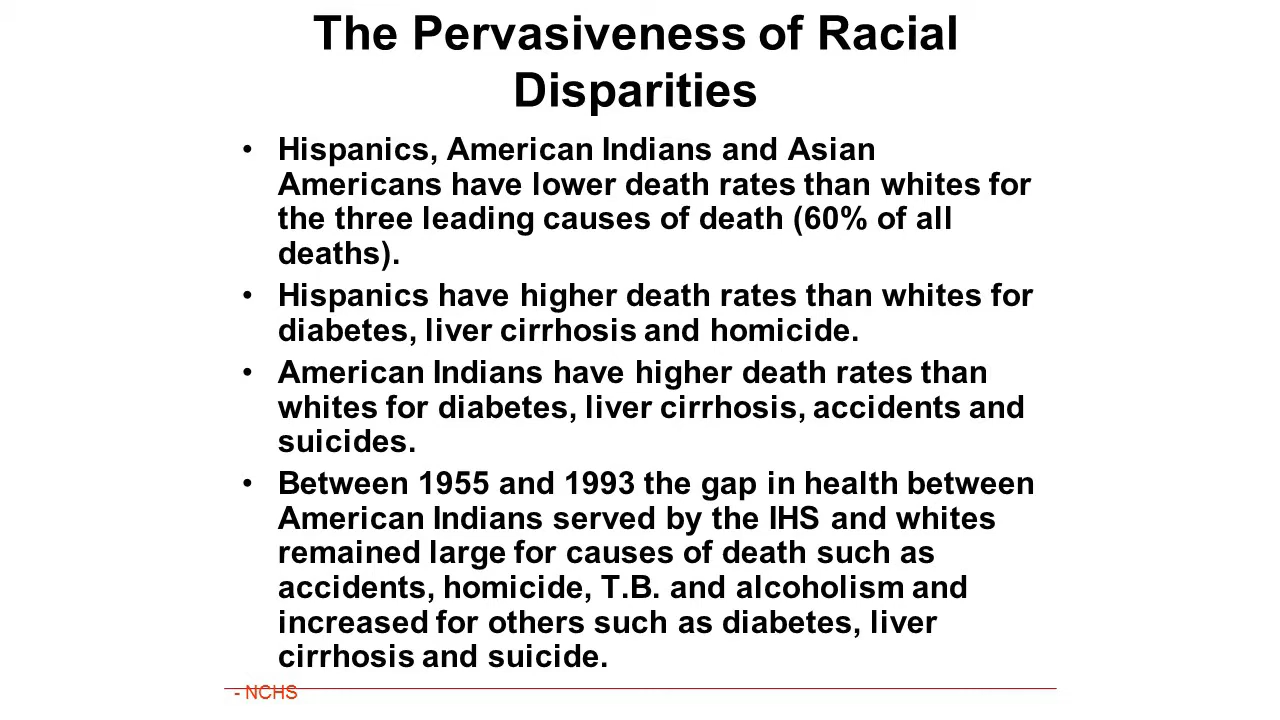 The Pervasiveness of Racial
Disparities
• Hispanics, American Indians and Asian
Americans have lower death rates than whites for
the three leading causes of death (60% of all
deaths).
• Hispanics have higher death rates than whites for
diabetes, liver cirrhosis and homicide.
• American Indians have higher death rates than
whites for diabetes, liver cirrhosis, accidents and
suicides.
• Between 1955 and 1993 the gap in health between
American Indians served by the IHS and whites
remained large for causes of death such as
accidents, homicide, T.B. and alcoholism and
increased for others such as diabetes, liver
cirrhosis and suicide.
- NCHS